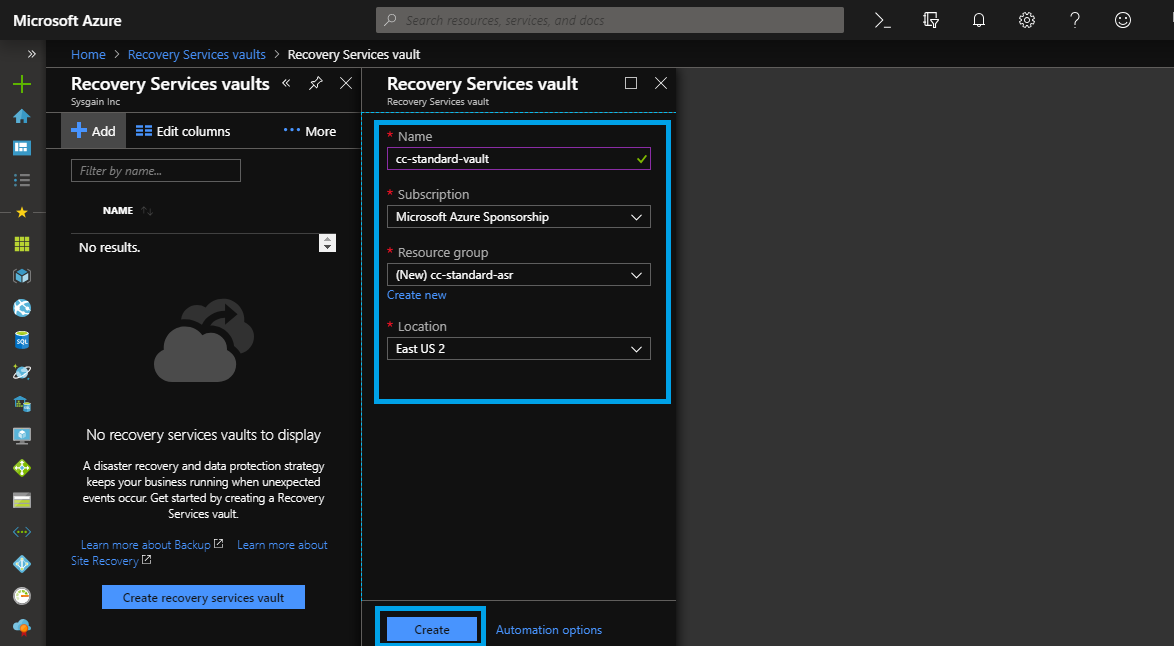 Microsoft Azure
Search resources, services, and docs
Home > Recovery Services vaults > Recovery Services vault
Recovery Services vaults
Sysgain Inc
Add
Edit columns
More
Filter by name...
NAME
No results.
No recovery services vaults to display
A disaster recovery and data protection strategy
keeps your business running when unexpected
events occur. Get started by creating a Recovery
Services vault.
Learn more about Backup
Learn more about
Site Recovery
Create recovery services vault
Recovery Services vault
Recovery Services vault
* Name
cc-standard-vault
* Subscription
Microsoft Azure Sponsorship
* Resource group
(New) cc-standard-asr
Create new
* Location
East US 2
Create
Automation options